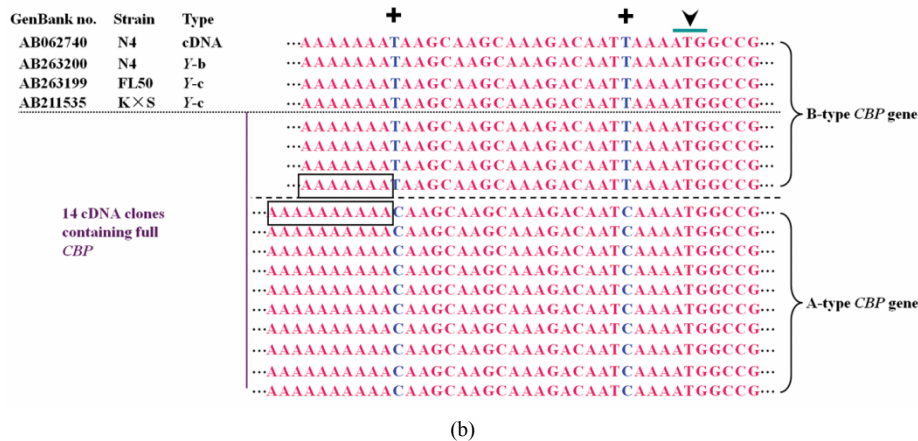 + +
GenBank no. Strain Type
AB062740 N4 cDNA ···AAAAAAATAAGCAAGCAAAGACAATTAAAATGGCCG···
AB263200 N4 Y-b ···AAAAAAATAAGCAAGCAAAGACAATTAAAATGGCCG···
AB263199 FL50 Y-c ···AAAAAAATAAGCAAGCAAAGACAATTAAAATGGCCG···
AB211535 K×S Y-c ···AAAAAAATAAGCAAGCAAAGACAATTAAAATGGCCG···
B-type CBP gene
···AAAAAAATAAGCAAGCAAAGACAATTAAAATGGCCG···
···AAAAAAATAAGCAAGCAAAGACAATTAAAATGGCCG···
···AAAAAAATAAGCAAGCAAAGACAATTAAAATGGCCG···
···AAAAAAATAAGCAAGCAAAGACAATTAAAATGGCCG···
14 cDNA clones
containing full
CBP
···AAAAAAAAAACAAGCAAGCAAAGACAATCAAAATGGCCG···
···AAAAAAAAAACAAGCAAGCAAAGACAATCAAAATGGCCG···
···AAAAAAAAAACAAGCAAGCAAAGACAATCAAAATGGCCG···
···AAAAAAAAAACAAGCAAGCAAAGACAATCAAAATGGCCG···
···AAAAAAAAAACAAGCAAGCAAAGACAATCAAAATGGCCG···
···AAAAAAAAAACAAGCAAGCAAAGACAATCAAAATGGCCG···
···AAAAAAAAAACAAGCAAGCAAAGACAATCAAAATGGCCG···
···AAAAAAAAAACAAGCAAGCAAAGACAATCAAAATGGCCG···
···AAAAAAAAAACAAGCAAGCAAAGACAATCAAAATGGCCG···
···AAAAAAAAAACAAGCAAGCAAAGACAATCAAAATGGCCG···
A-type CBP gene
(b)